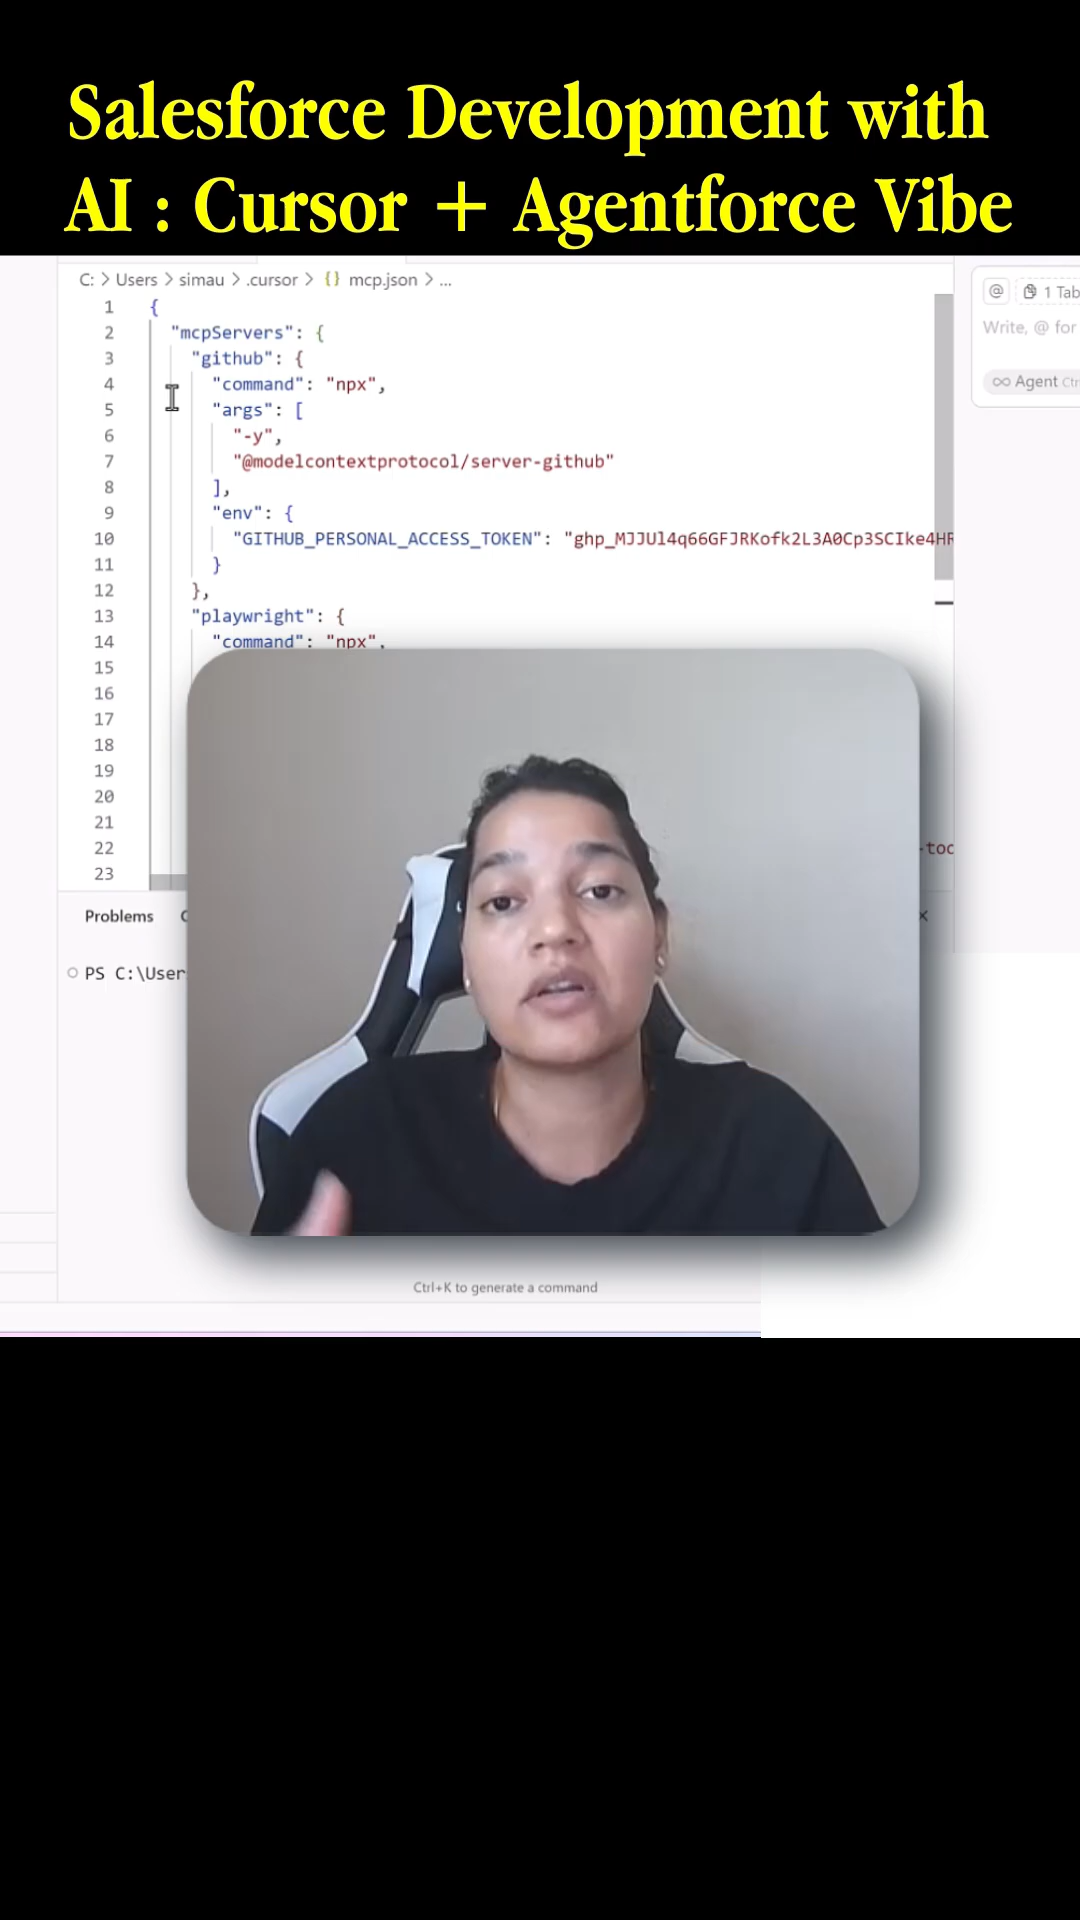 Salesforce Development with
AI : Cursor + Agentforce Vibe
C: > Users > simau > .cursor > {} mcp.json > ...
1 {
2 "mcpServers": {
3 "github": {
4 "command": "npx",
5 "args": [
6 "-y",
7 "@modelcontextprotocol/server-github"
8 ],
9 "env": {
10 "GITHUB_PERSONAL_ACCESS_TOKEN": "[access token redacted]
11 }
12 },
13 "playwright": {
14 "command": "npx",
15
16
17
18
19
20
21
22
23
@ 1 Tab
Write, @ for
∞ Agent
Problems
PS C:\User
Ctrl+K to generate a command